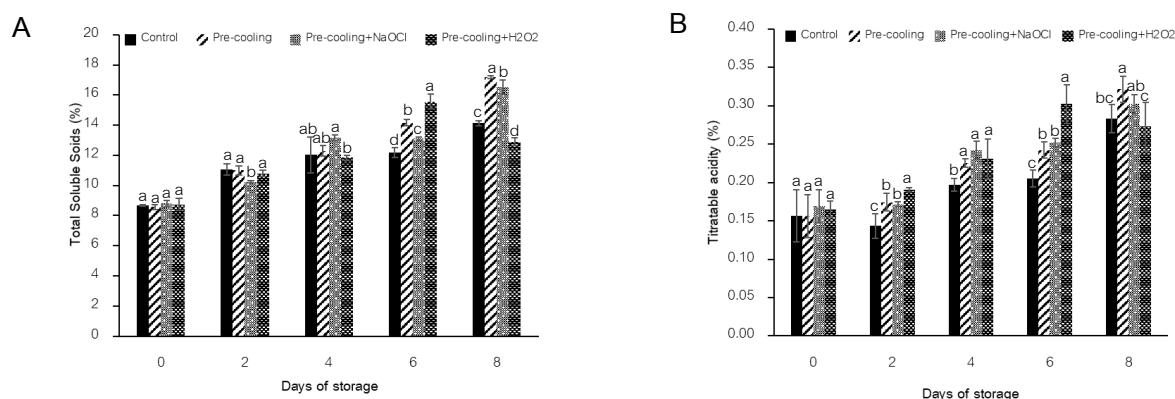 A
20
18
16
14
12
10
8
6
4
2
0
Total Soluble Soids (%)
Control Pre-cooling Pre-cooling+NaOCl Pre-cooling+H2O2
a a a a
a a b a
ab ab a b
d b c a
c a b d
0 2 4 6 8
Days of storage
B
0.40
0.35
0.30
0.25
0.20
0.15
0.10
0.05
0.00
Titratable acidity (%)
Control Pre-cooling Pre-cooling+NaOCl Pre-cooling+H2O2
a a a a
c b b a
b a a a
c b b a
bc a ab c
0 2 4 6 8
Days of storage